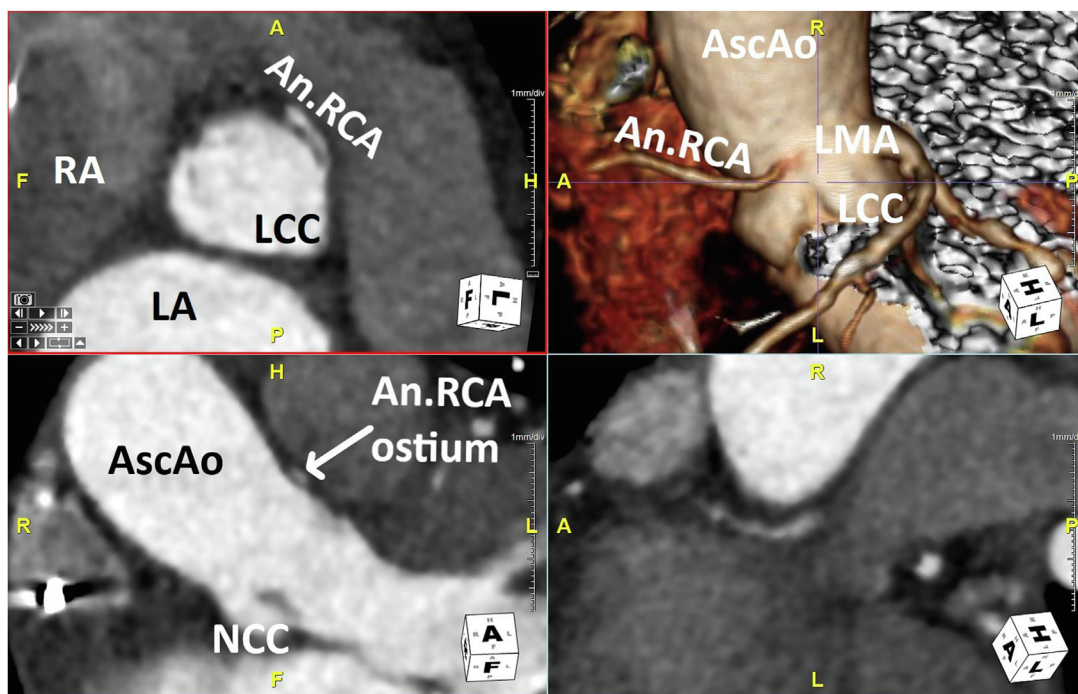 A
An.RCA
RA
F
H
LCC
LA
P
1mm/div
F
L
R
AscAo
An.RCA
LMA
A
P
LCC
L
1mm/div
H
L
H
An.RCA
ostium
AscAo
R
L
NCC
F
1mm/div
A
F
R
A
P
L
1mm/div
H
A
L